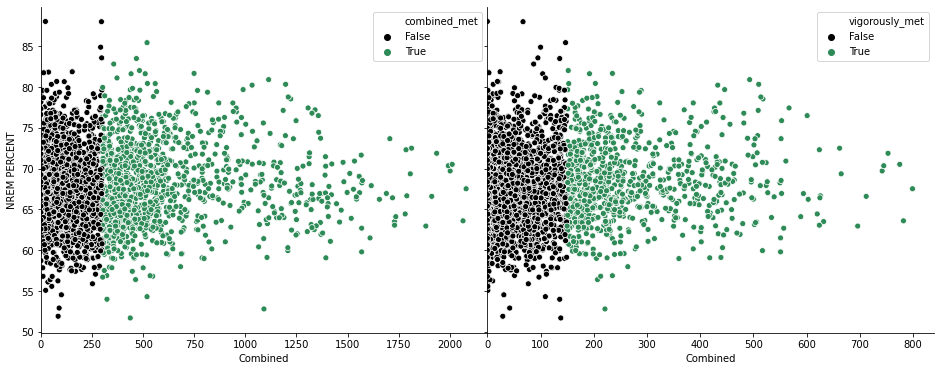 combined_met
False
True
vigorously_met
False
True
NREM PERCENT
85
80
75
70
65
60
55
50
0 250 500 750 1000 1250 1500 1750 2000
0 100 200 300 400 500 600 700 800
Combined
Combined